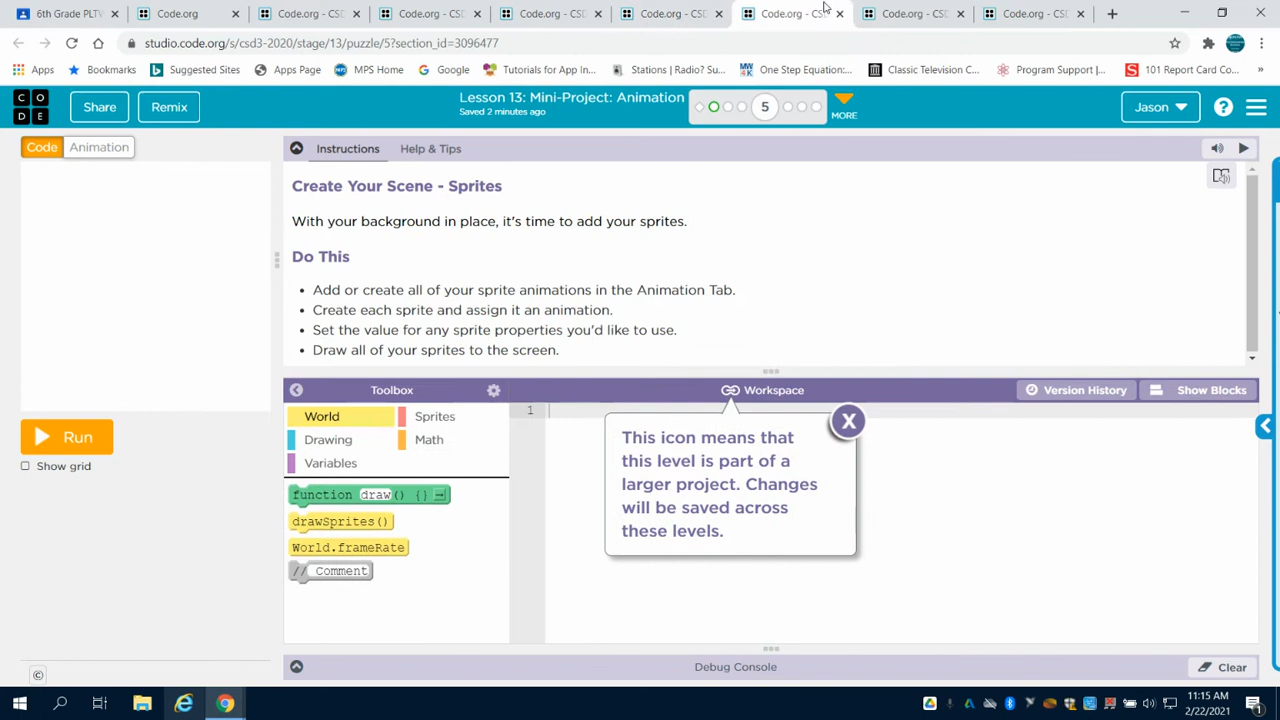 6th Grade PLTV
Code.org
Code.org - CSD
Code.org - CSD
Code.org - CSD
Code.org - CSD
Code.org - CSD
Code.org - CSD
Code.org - CSD
studio.code.org/s/csd3-2020/stage/13/puzzle/5?section_id=3096477
Apps
Bookmarks
Suggested Sites
Apps Page
MPS Home
Google
Tutorials for App In...
Stations | Radio? Su...
One Step Equation:...
Classic Television C...
Program Support |...
101 Report Card Co...
»
C O
D E
Share
Remix
Lesson 13: Mini-Project: Animation
Saved 2 minutes ago
5
MORE
Jason
?
Code
Animation
Instructions
Help & Tips
Create Your Scene - Sprites
With your background in place, it's time to add your sprites.
Do This
• Add or create all of your sprite animations in the Animation Tab.
• Create each sprite and assign it an animation.
• Set the value for any sprite properties you'd like to use.
• Draw all of your sprites to the screen.
Toolbox
Workspace
Version History
Show Blocks
World
Sprites
Drawing
Math
Variables
1
This icon means that
this level is part of a
larger project. Changes
will be saved across
these levels.
X
Run
Show grid
function draw() {}
drawSprites()
World.frameRate
// Comment
©
Debug Console
Clear
11:15 AM
2/22/2021
1